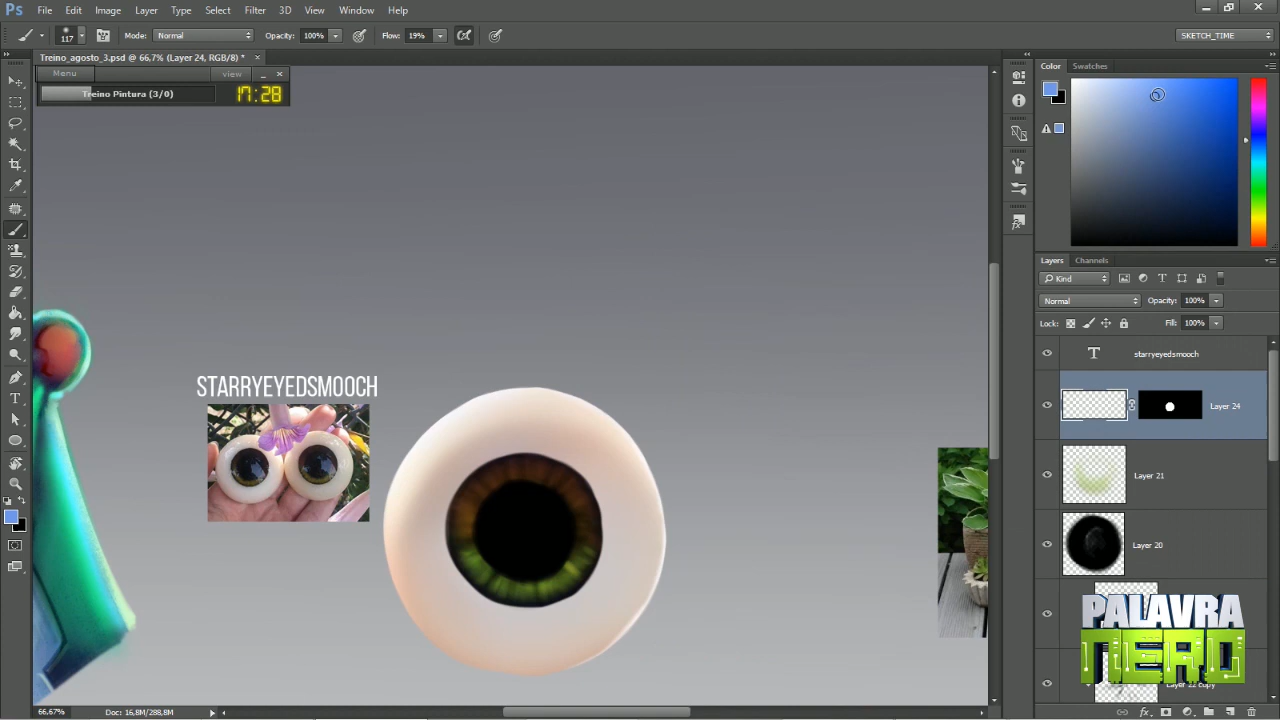 Ps File Edit Image Layer Type Select Filter 3D View Window Help
117 Mode: Normal Opacity: 100% Flow: 19% SKETCH_TIME
Treino_agosto_3.psd @ 66,7% (Layer 24, RGB/8) *
Menu view
Treino Pintura (3/0) 17:28
Color Swatches
Layers Channels
Kind
Normal Opacity: 100%
Lock: Fill: 100%
T starryeyedsmooch
Layer 24
Layer 21
Layer 20
Layer 22 copy
STARRYEYEDSMOOCH
PALAVRA
NERD
66,67% Doc: 16,8M/288,8M